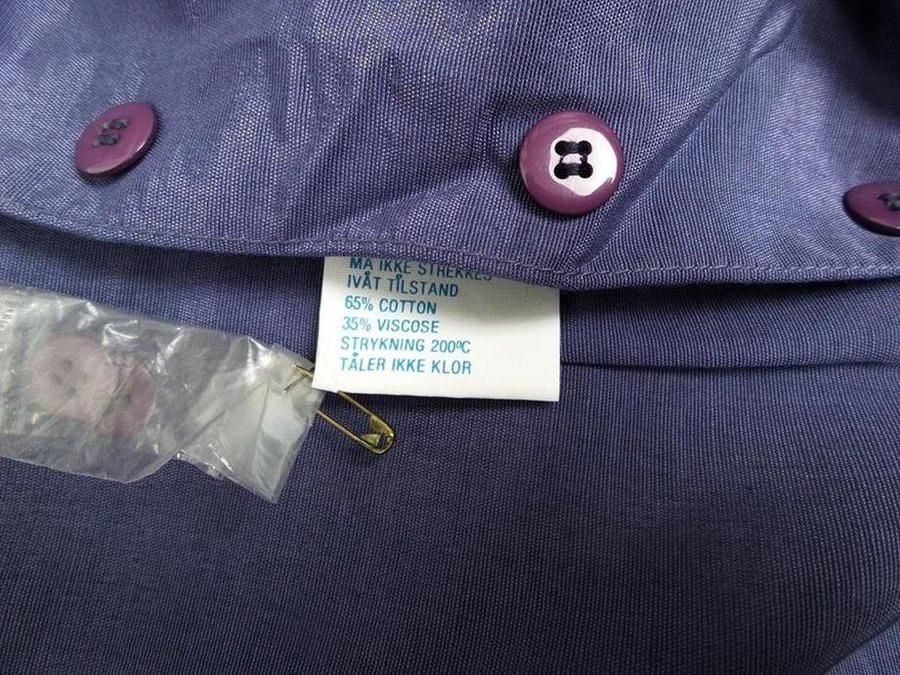 MÅ IKKE STREKKES
IVÅT TILSTAND
65% COTTON
35% VISCOSE
STRYKNING 200ºC
TÅLER IKKE KLOR